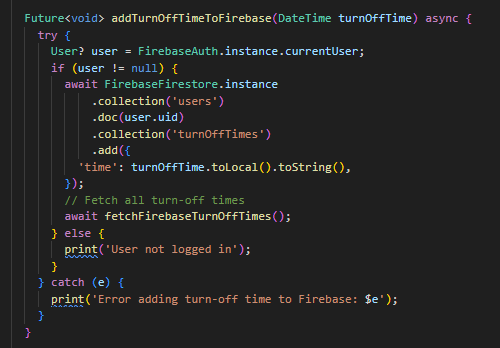 Future<void> addTurnOffTimeToFirebase(DateTime turnOffTime) async {
  try {
    User? user = FirebaseAuth.instance.currentUser;
    if (user != null) {
      await FirebaseFirestore.instance
          .collection('users')
          .doc(user.uid)
          .collection('turnOffTimes')
          .add({
        'time': turnOffTime.toLocal().toString(),
      });
      // Fetch all turn-off times
      await fetchFirebaseTurnOffTimes();
    } else {
      print('User not logged in');
    }
  } catch (e) {
    print('Error adding turn-off time to Firebase: $e');
  }
}